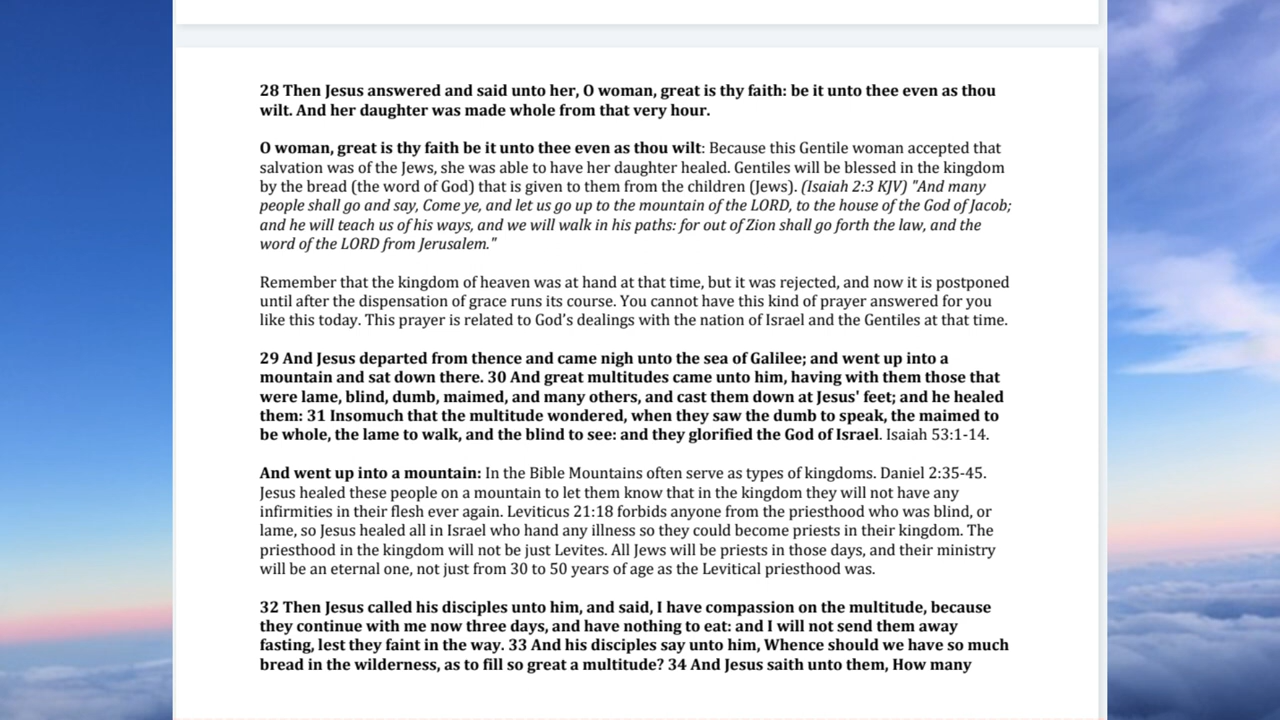 28 Then Jesus answered and said unto her, O woman, great is thy faith: be it unto thee even as thou
wilt. And her daughter was made whole from that very hour.
O woman, great is thy faith be it unto thee even as thou wilt: Because this Gentile woman accepted that
salvation was of the Jews, she was able to have her daughter healed. Gentiles will be blessed in the kingdom
by the bread (the word of God) that is given to them from the children (Jews). (Isaiah 2:3 KJV) "And many
people shall go and say, Come ye, and let us go up to the mountain of the LORD, to the house of the God of Jacob;
and he will teach us of his ways, and we will walk in his paths: for out of Zion shall go forth the law, and the
word of the LORD from Jerusalem."
Remember that the kingdom of heaven was at hand at that time, but it was rejected, and now it is postponed
until after the dispensation of grace runs its course. You cannot have this kind of prayer answered for you
like this today. This prayer is related to God’s dealings with the nation of Israel and the Gentiles at that time.
29 And Jesus departed from thence and came nigh unto the sea of Galilee; and went up into a
mountain and sat down there. 30 And great multitudes came unto him, having with them those that
were lame, blind, dumb, maimed, and many others, and cast them down at Jesus' feet; and he healed
them: 31 Insomuch that the multitude wondered, when they saw the dumb to speak, the maimed to
be whole, the lame to walk, and the blind to see: and they glorified the God of Israel. Isaiah 53:1-14.
And went up into a mountain: In the Bible Mountains often serve as types of kingdoms. Daniel 2:35-45.
Jesus healed these people on a mountain to let them know that in the kingdom they will not have any
infirmities in their flesh ever again. Leviticus 21:18 forbids anyone from the priesthood who was blind, or
lame, so Jesus healed all in Israel who hand any illness so they could become priests in their kingdom. The
priesthood in the kingdom will not be just Levites. All Jews will be priests in those days, and their ministry
will be an eternal one, not just from 30 to 50 years of age as the Levitical priesthood was.
32 Then Jesus called his disciples unto him, and said, I have compassion on the multitude, because
they continue with me now three days, and have nothing to eat: and I will not send them away
fasting, lest they faint in the way. 33 And his disciples say unto him, Whence should we have so much
bread in the wilderness, as to fill so great a multitude? 34 And Jesus saith unto them, How many